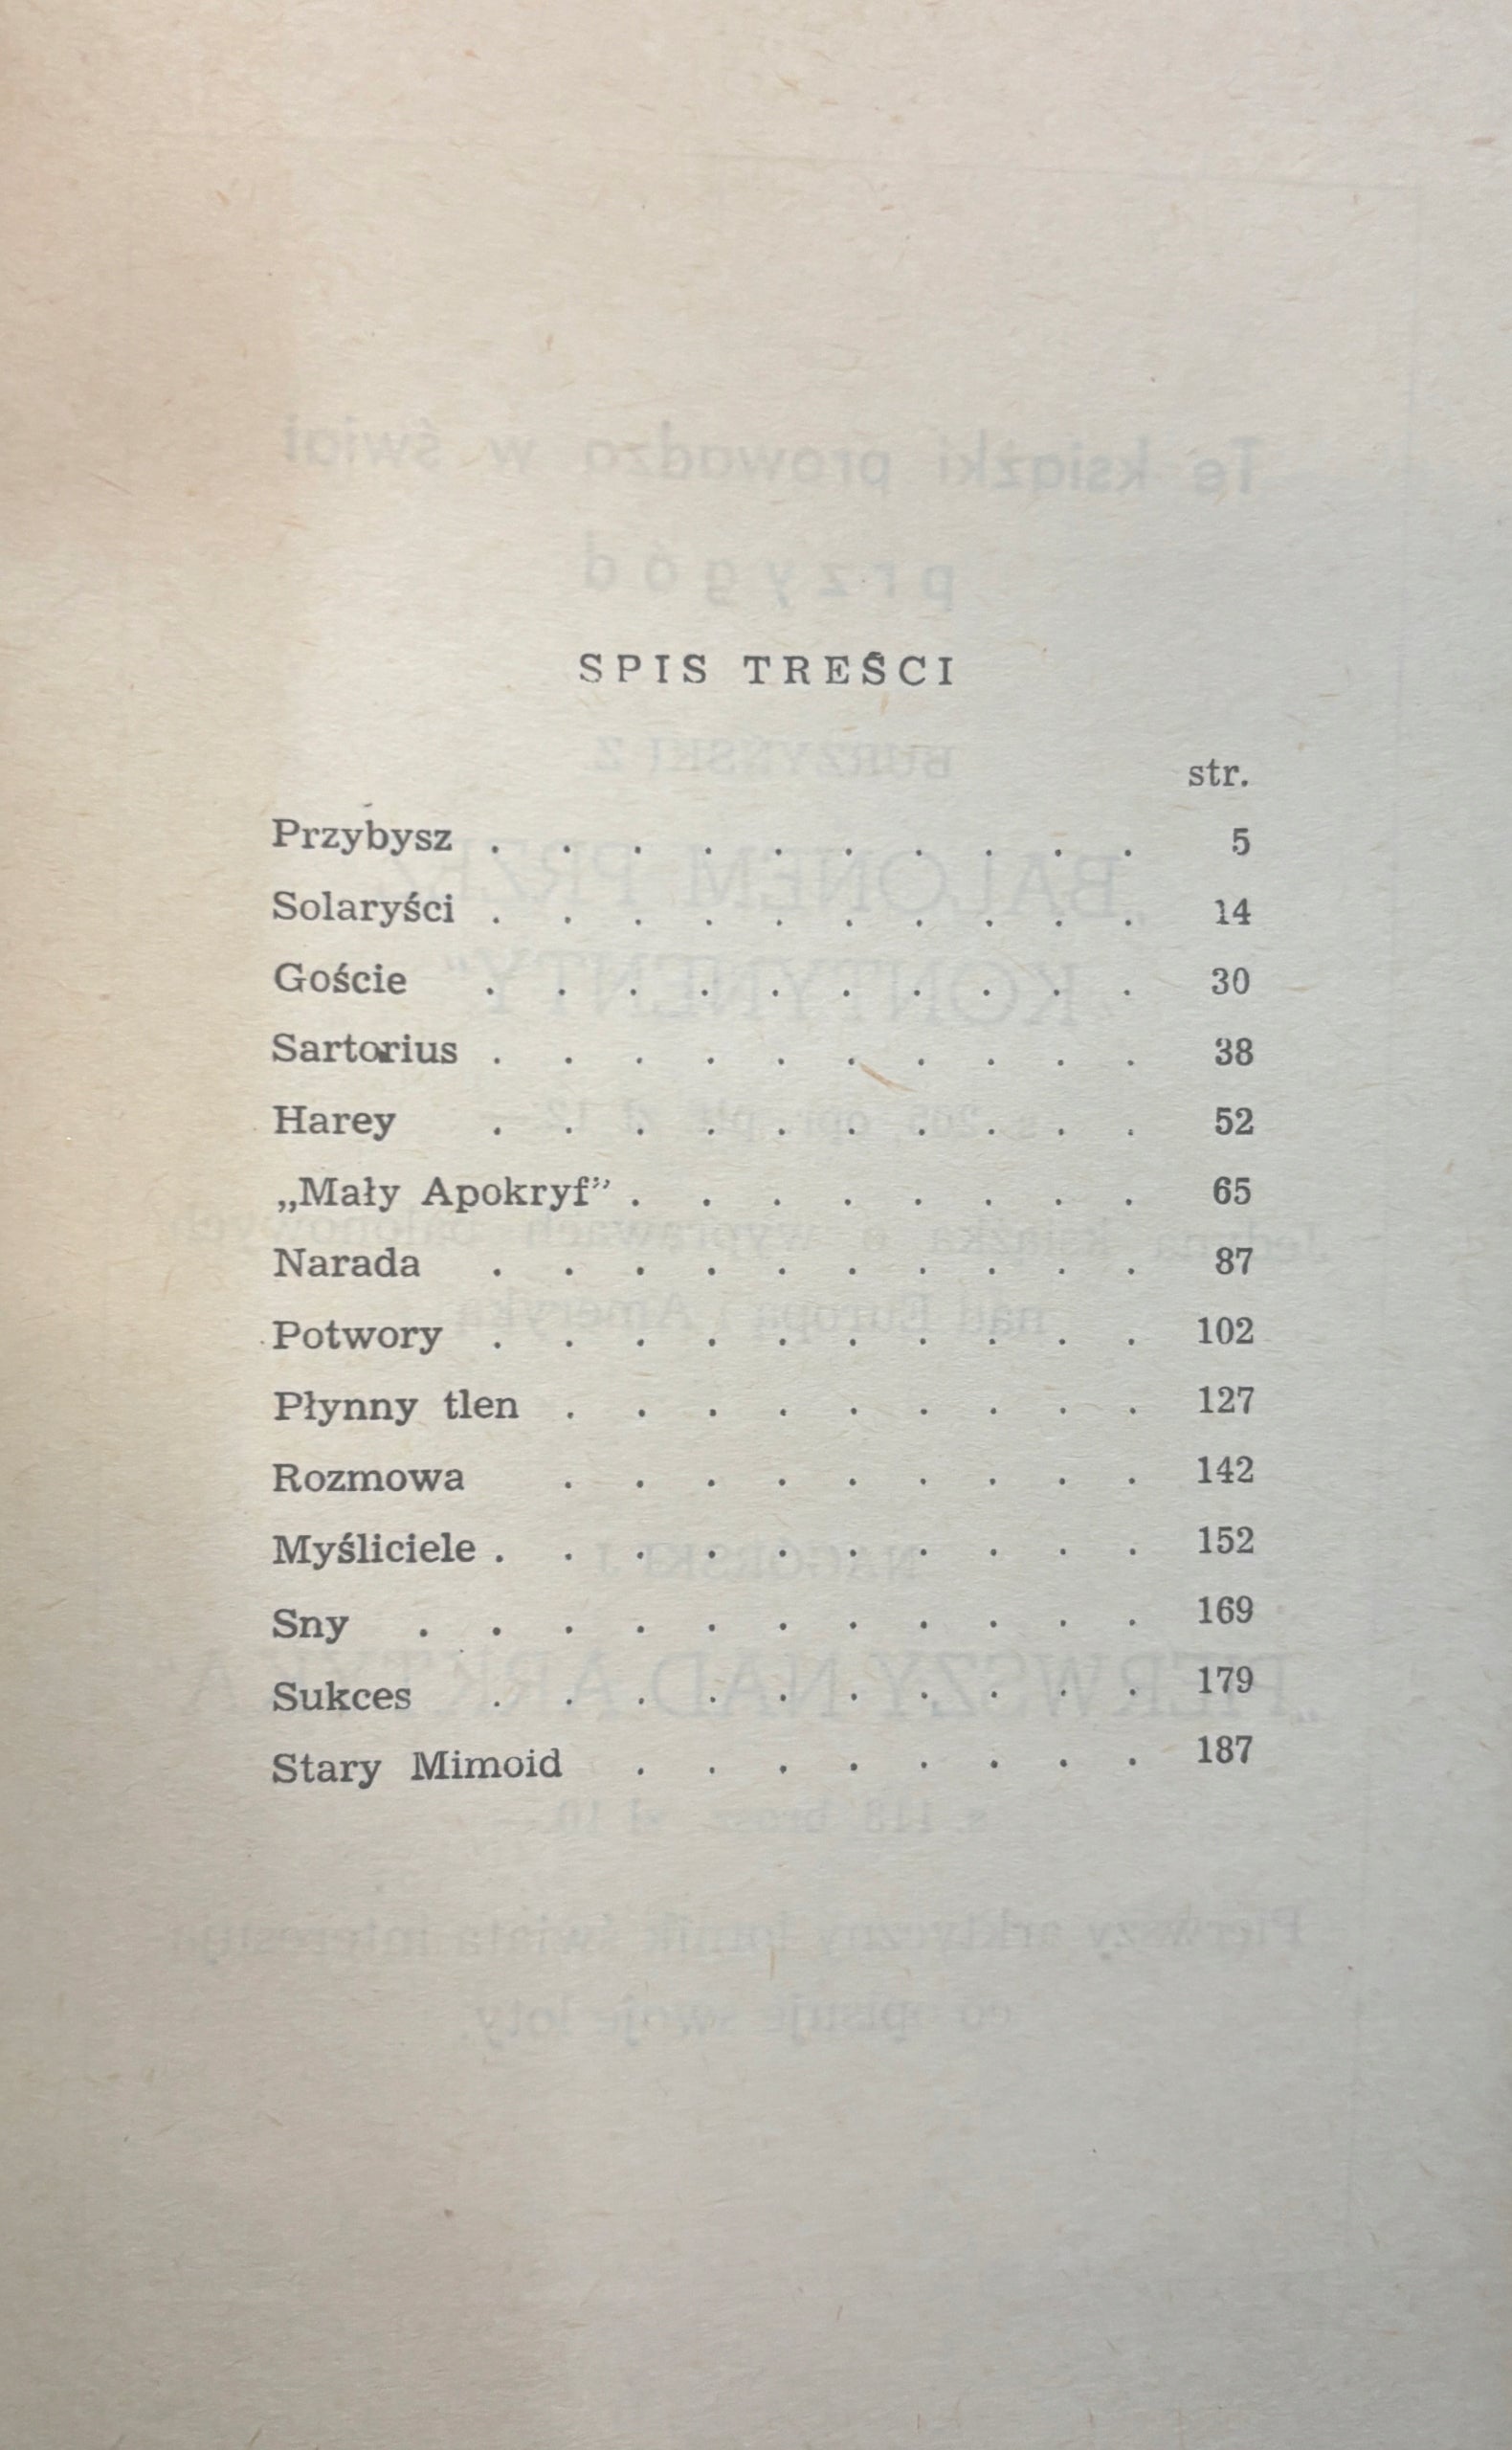 SPIS TREŚCI
str.
Przybysz . . . . . . . . . . 5
Solaryści . . . . . . . . . . 14
Goście . . . . . . . . . . 30
Sartorius . . . . . . . . . . 38
Harey . . . . . . . . . . 52
„Mały Apokryf” . . . . . . . . 65
Narada . . . . . . . . . . 87
Potwory . . . . . . . . . . 102
Płynny tlen . . . . . . . . . 127
Rozmowa . . . . . . . . . 142
Myśliciele . . . . . . . . . . 152
Sny . . . . . . . . . . . 169
Sukces . . . . . . . . . . 179
Stary Mimoid . . . . . . . . 187